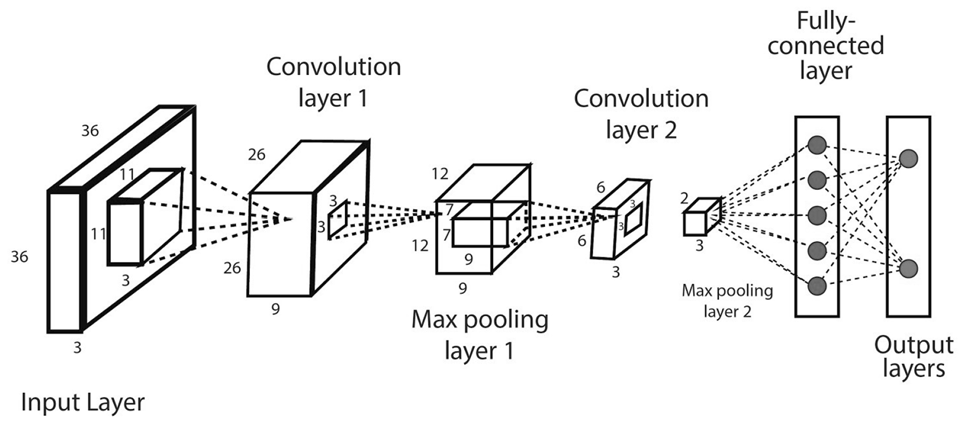 36
36
3
11
11
3
Input Layer
Convolution
layer 1
26
26
9
3
3
12
12
9
7
7
9
Max pooling
layer 1
Convolution
layer 2
6
6
3
3
3
2
3
Max pooling
layer 2
Fully-
connected
layer
Output
layers